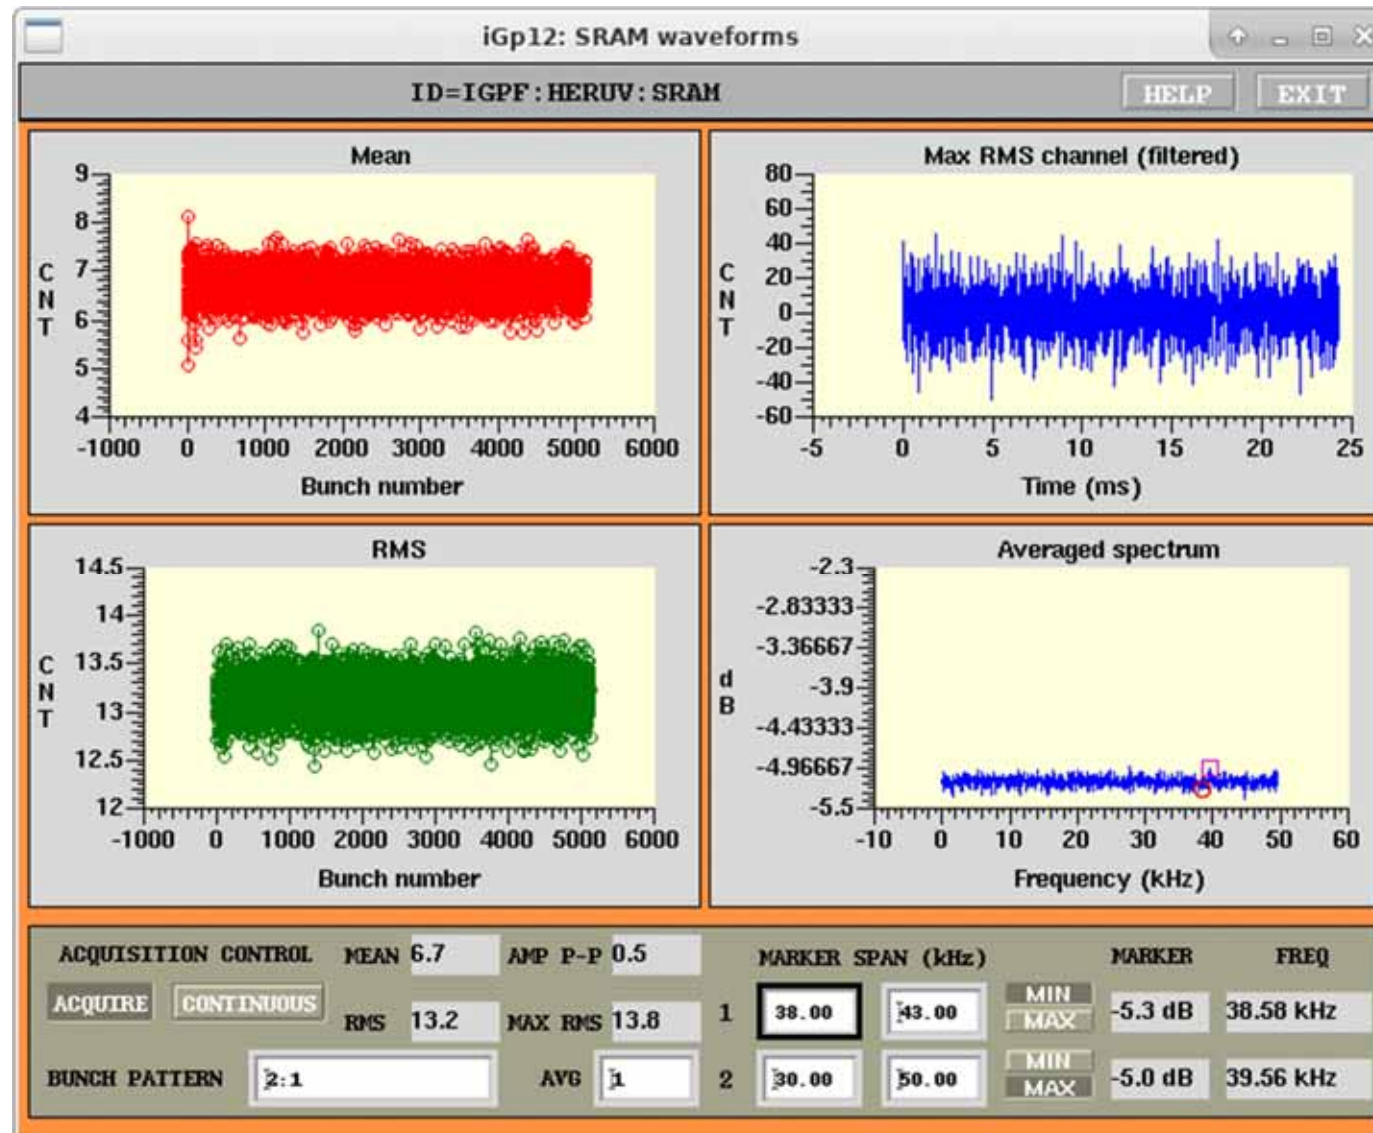 iGp12: SRAM waveforms
ID=IGPF:HERUV:SRAM
HELP
EXIT
Mean
9
8
7
6
5
4
CNT
-1000 0 1000 2000 3000 4000 5000 6000
Bunch number
Max RMS channel (filtered)
80
60
40
20
0
-20
-40
-60
CNT
-5 0 5 10 15 20 25
Time (ms)
RMS
14.5
14
13.5
13
12.5
12
CNT
-1000 0 1000 2000 3000 4000 5000 6000
Bunch number
Averaged spectrum
-2.3
-2.83333
-3.36667
-3.9
-4.43333
-4.96667
-5.5
dB
-10 0 10 20 30 40 50 60
Frequency (kHz)
ACQUISITION CONTROL MEAN 6.7 AMP P-P 0.5 MARKER SPAN (kHz) MARKER FREQ
ACQUIRE CONTINUOUS RMS 13.2 MAX RMS 13.8 1 38.00 43.00 MIN MAX -5.3 dB 38.58 kHz
BUNCH PATTERN 2:1 AVG 1 2 30.00 50.00 MIN MAX -5.0 dB 39.56 kHz